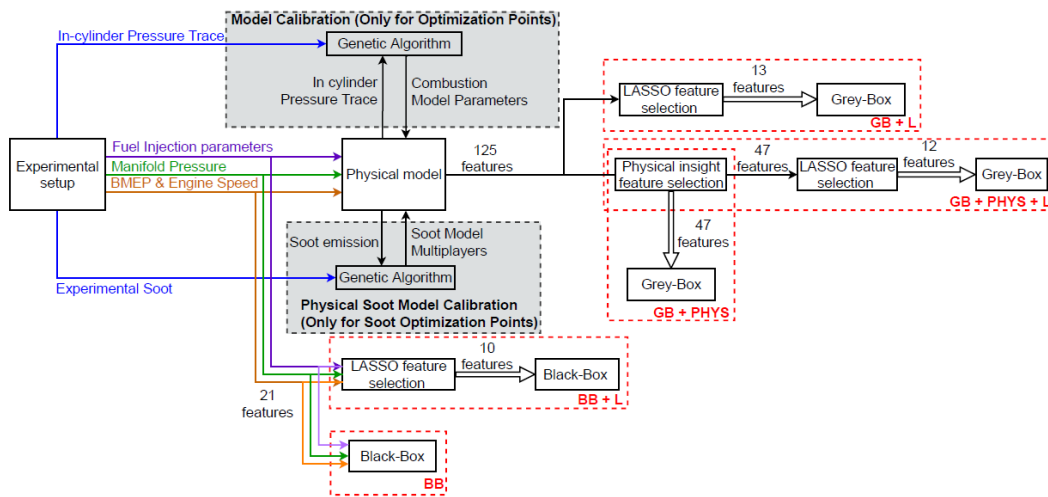 Model Calibration (Only for Optimization Points)
In-cylinder Pressure Trace
Genetic Algorithm
In cylinder
Pressure Trace
Combustion
Model Parameters
13
features
LASSO feature
selection
Grey-Box
GB + L
Experimental
setup
Fuel Injection parameters
Manifold Pressure
BMEP & Engine Speed
Physical model
125
features
Physical insight
feature selection
47
features
LASSO feature
selection
12
features
Grey-Box
GB + PHYS + L
47
features
Grey-Box
GB + PHYS
Soot emission
Soot Model
Multiplayers
Genetic Algorithm
Experimental Soot
Physical Soot Model Calibration
(Only for Soot Optimization Points)
LASSO feature
selection
10
features
Black-Box
BB + L
21
features
Black-Box
BB